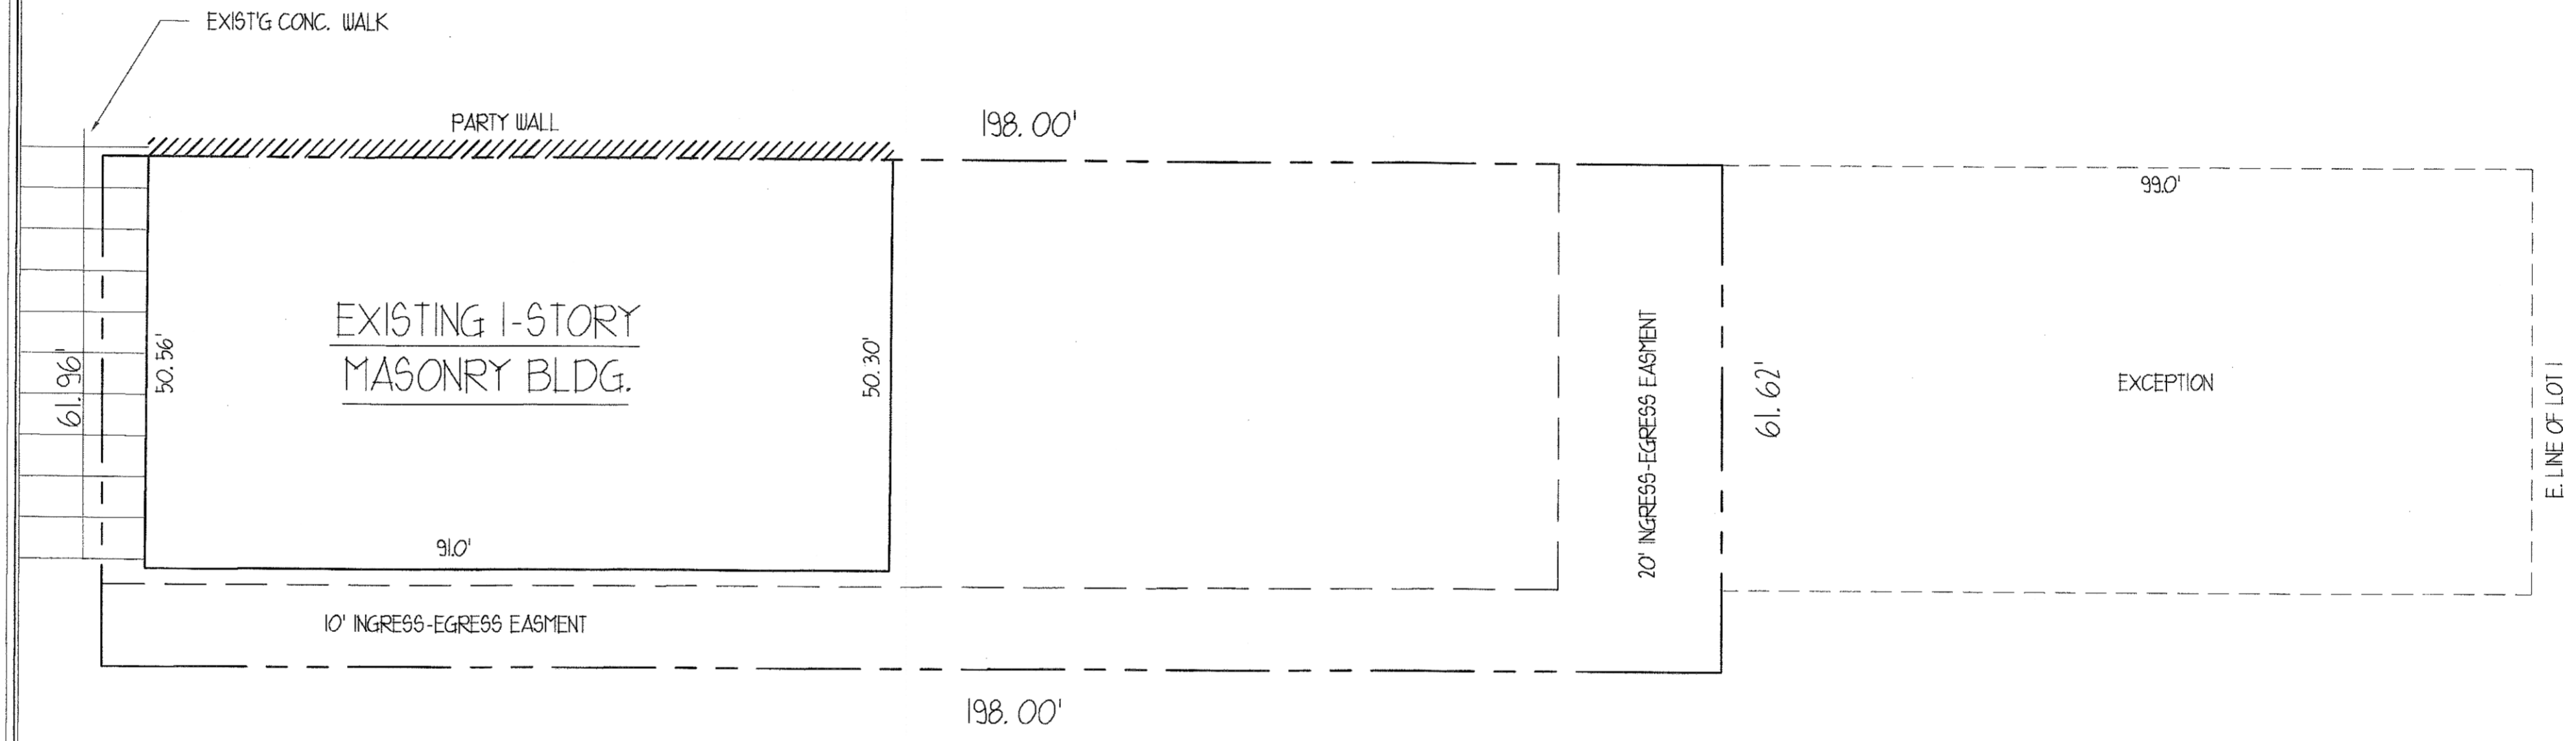 EXIST'G CONC. WALK
PARTY WALL
198.00'
99.0'
EXISTING 1-STORY
MASONRY BLDG.
50.56'
50.30'
61.96'
20' INGRESS-EGRESS EASMENT
61.62'
EXCEPTION
E. LINE OF LOT 1
91.0'
10' INGRESS-EGRESS EASMENT
198.00'